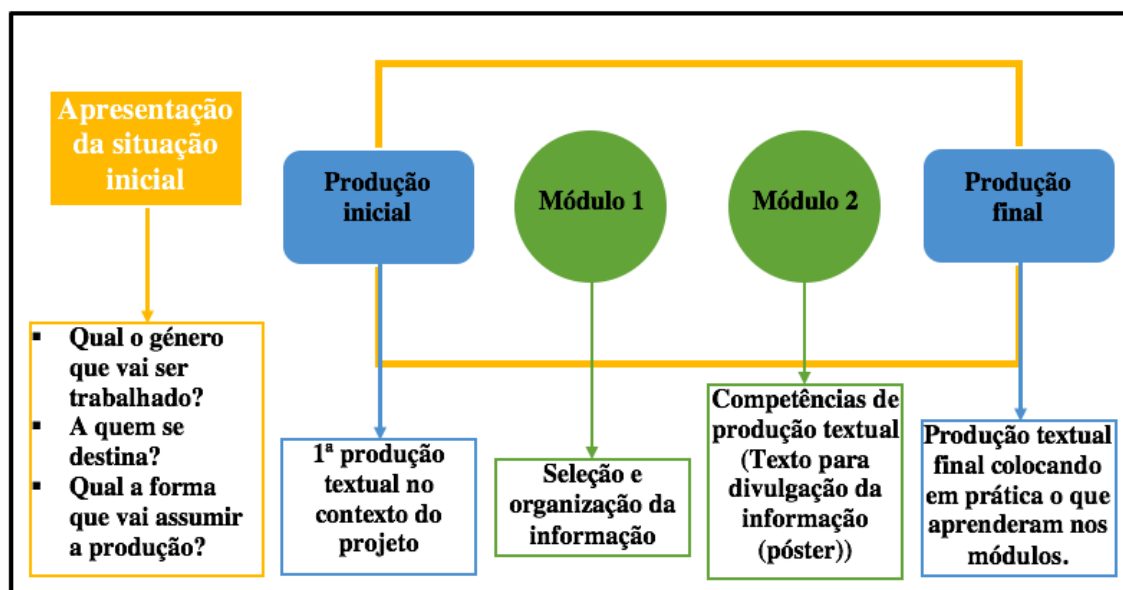 Apresentação
da situação
inicial
Produção
inicial
Módulo 1
Módulo 2
Produção
final
▪ Qual o género
que vai ser
trabalhado?
▪ A quem se
destina?
▪ Qual a forma
que vai assumir
a produção?
1ª produção
textual no
contexto do
projeto
Seleção e
organização da
informação
Competências de
produção textual
(Texto para
divulgação da
informação
(póster))
Produção textual
final colocando
em prática o que
aprenderam nos
módulos.